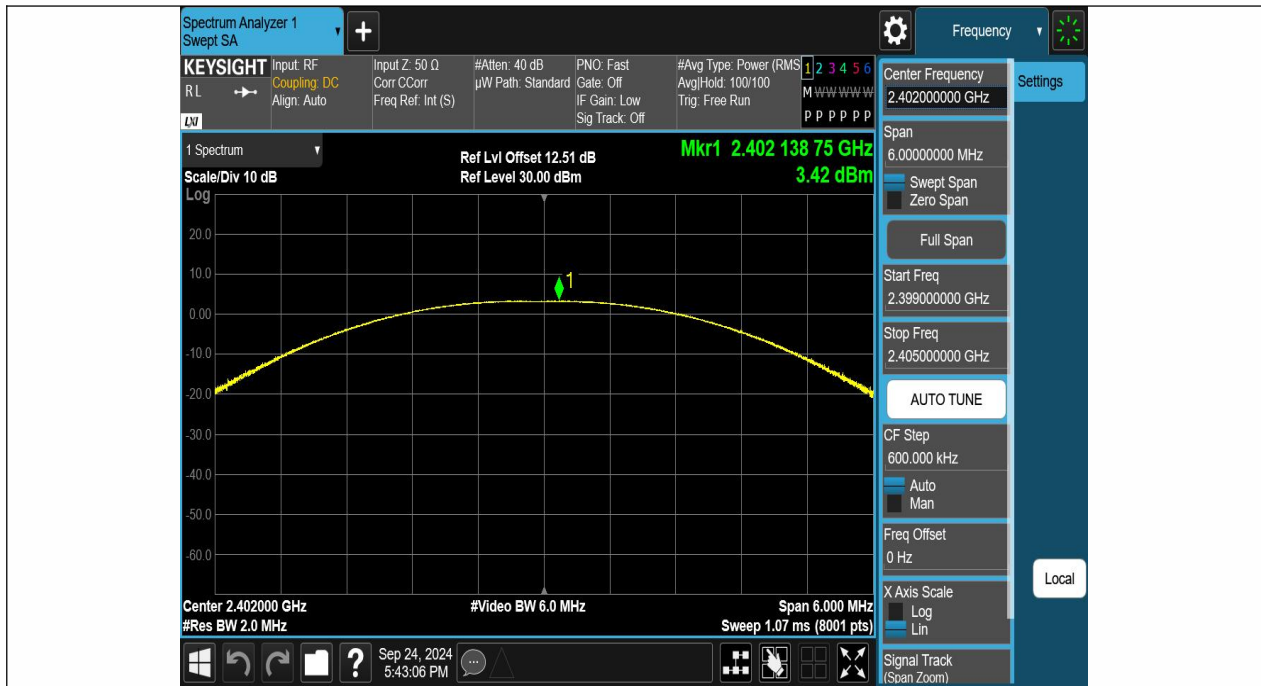 Spectrum Analyzer 1
Swept SA
+
Frequency
KEYSIGHT
R L
LXI
Input: RF
Coupling: DC
Align: Auto
Input Z: 50 Ω
Corr CCorr
Freq Ref: Int (S)
#Atten: 40 dB
µW Path: Standard
PNO: Fast
Gate: Off
IF Gain: Low
Sig Track: Off
#Avg Type: Power (RMS
Avg|Hold: 100/100
Trig: Free Run
1 2 3 4 5 6
M W W W W W
P P P P P P
1 Spectrum
Scale/Div 10 dB
Log
Ref Lvl Offset 12.51 dB
Ref Level 30.00 dBm
Mkr1 2.402 138 75 GHz
3.42 dBm
20.0
10.0
0.00
-10.0
-20.0
-30.0
-40.0
-50.0
-60.0
1
Center 2.402000 GHz
#Res BW 2.0 MHz
#Video BW 6.0 MHz
Span 6.000 MHz
Sweep 1.07 ms (8001 pts)
Center Frequency
2.402000000 GHz
Span
6.00000000 MHz
Swept Span
Zero Span
Full Span
Start Freq
2.399000000 GHz
Stop Freq
2.405000000 GHz
AUTO TUNE
CF Step
600.000 kHz
Auto
Man
Freq Offset
0 Hz
X Axis Scale
Log
Lin
Signal Track
(Span Zoom)
Settings
Local
?
Sep 24, 2024
5:43:06 PM